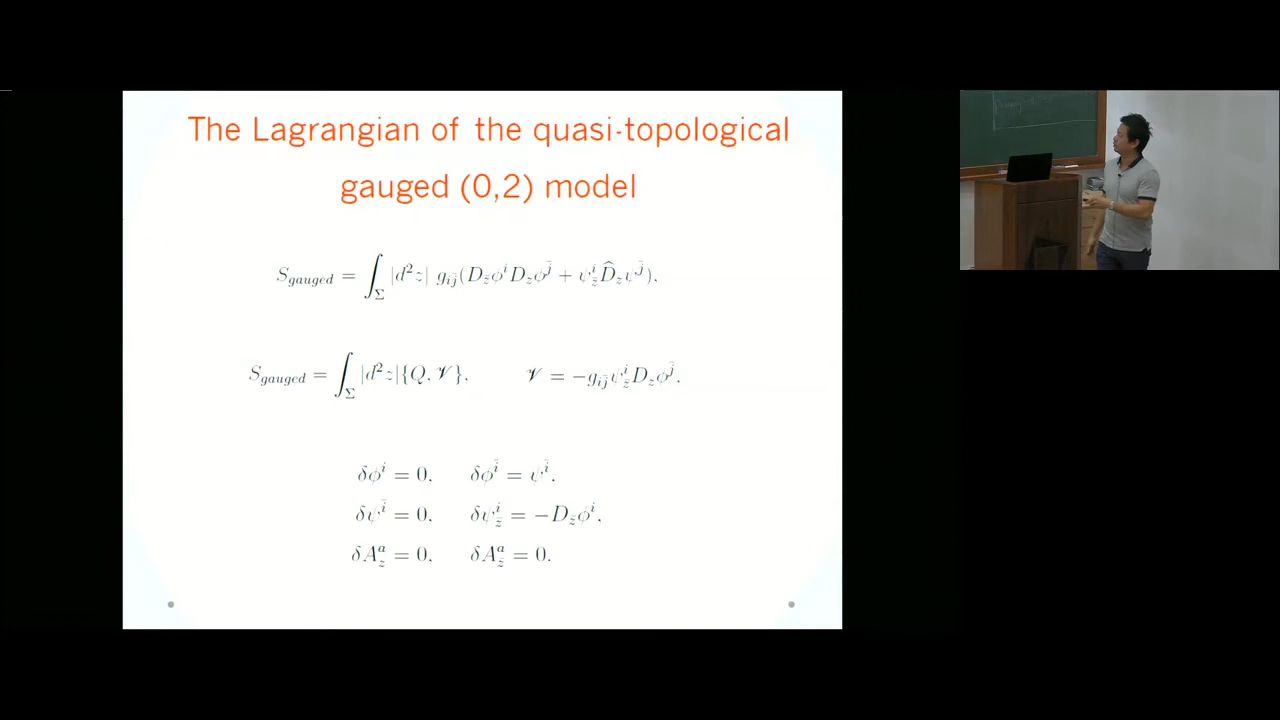 The Lagrangian of the quasi-topological
gauged (0,2) model
$S_{gauged} = \int_{\Sigma} |d^2z| \; g_{i\bar{j}} (D_{\bar{z}}\phi^i D_z\phi^{\bar{j}} + \psi^i_{\bar{z}} \widehat{D}_z \psi^{\bar{j}}),$
$S_{gauged} = \int_{\Sigma} |d^2z| \{Q, \mathscr{V}\}, \quad \mathscr{V} = -g_{i\bar{j}} \psi^i_{\bar{z}} D_z\phi^{\bar{j}}.$
$\delta\phi^i = 0, \quad \delta\phi^{\bar{i}} = \psi^{\bar{i}},$
$\delta\psi^{\bar{i}} = 0, \quad \delta\psi^i_{\bar{z}} = -D_{\bar{z}}\phi^i,$
$\delta A^a_z = 0, \quad \delta A^a_{\bar{z}} = 0.$